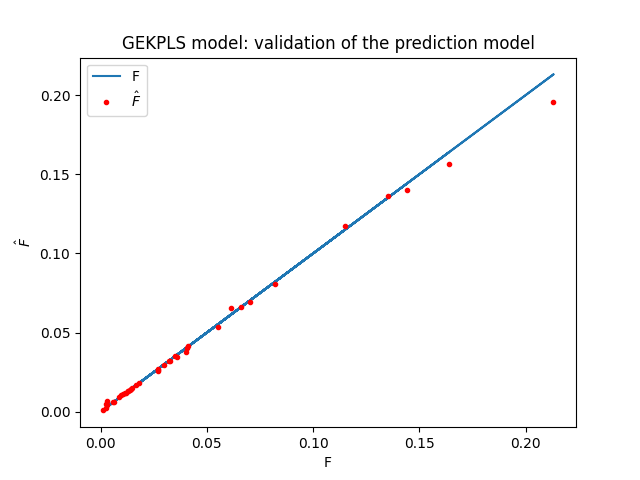 GEKPLS model: validation of the prediction model
F
F̂
0.20
0.15
0.10
0.05
0.00
F̂
0.00 0.05 0.10 0.15 0.20
F